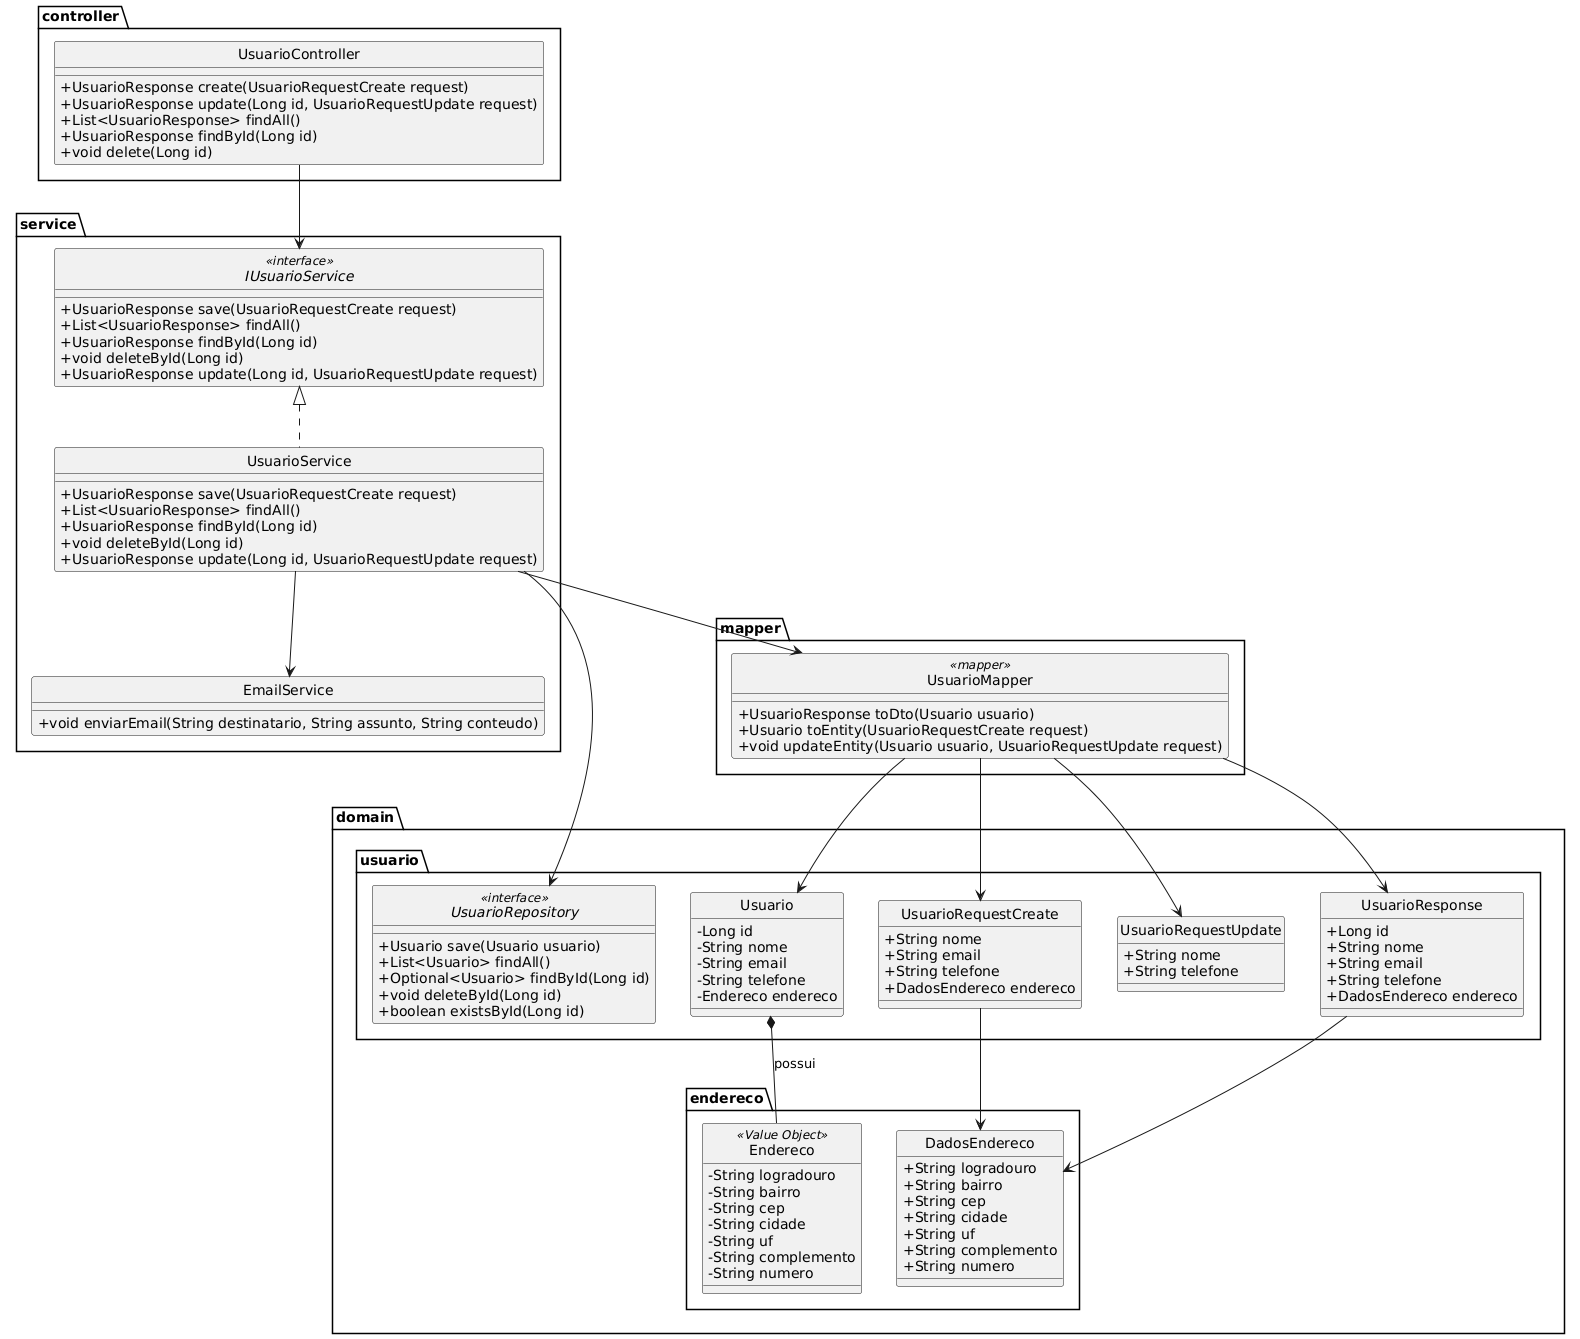 controller
UsuarioController
+UsuarioResponse create(UsuarioRequestCreate request)
+UsuarioResponse update(Long id, UsuarioRequestUpdate request)
+List<UsuarioResponse> findAll()
+UsuarioResponse findById(Long id)
+void delete(Long id)
service
«interface»
IUsuarioService
+UsuarioResponse save(UsuarioRequestCreate request)
+List<UsuarioResponse> findAll()
+UsuarioResponse findById(Long id)
+void deleteById(Long id)
+UsuarioResponse update(Long id, UsuarioRequestUpdate request)
UsuarioService
+UsuarioResponse save(UsuarioRequestCreate request)
+List<UsuarioResponse> findAll()
+UsuarioResponse findById(Long id)
+void deleteById(Long id)
+UsuarioResponse update(Long id, UsuarioRequestUpdate request)
EmailService
+void enviarEmail(String destinatario, String assunto, String conteudo)
mapper
«mapper»
UsuarioMapper
+UsuarioResponse toDto(Usuario usuario)
+Usuario toEntity(UsuarioRequestCreate request)
+void updateEntity(Usuario usuario, UsuarioRequestUpdate request)
domain
usuario
«interface»
UsuarioRepository
+Usuario save(Usuario usuario)
+List<Usuario> findAll()
+Optional<Usuario> findById(Long id)
+void deleteById(Long id)
+boolean existsById(Long id)
Usuario
-Long id
-String nome
-String email
-String telefone
-Endereco endereco
UsuarioRequestCreate
+String nome
+String email
+String telefone
+DadosEndereco endereco
UsuarioRequestUpdate
+String nome
+String telefone
UsuarioResponse
+Long id
+String nome
+String email
+String telefone
+DadosEndereco endereco
possui
endereco
«Value Object»
Endereco
-String logradouro
-String bairro
-String cep
-String cidade
-String uf
-String complemento
-String numero
DadosEndereco
+String logradouro
+String bairro
+String cep
+String cidade
+String uf
+String complemento
+String numero